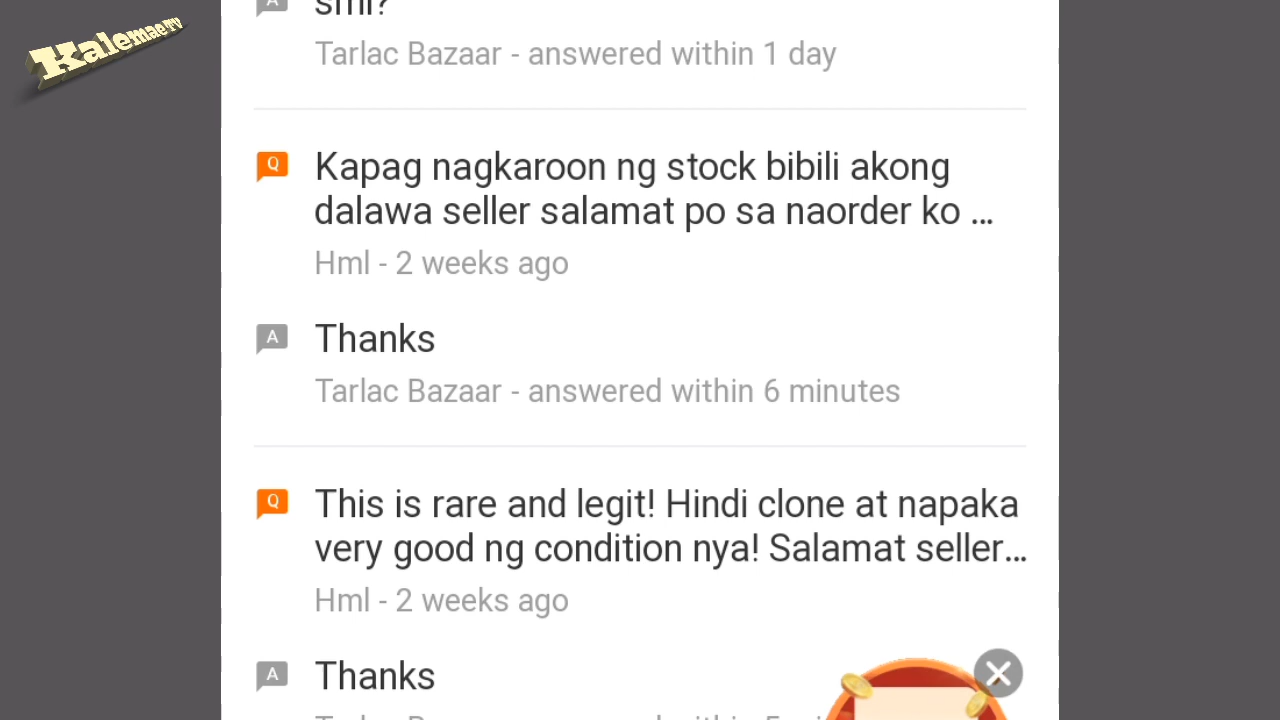 KalemaeTV
A
smi?
Tarlac Bazaar - answered within 1 day
Q
Kapag nagkaroon ng stock bibili akong
dalawa seller salamat po sa naorder ko ...
Hml - 2 weeks ago
A
Thanks
Tarlac Bazaar - answered within 6 minutes
Q
This is rare and legit! Hindi clone at napaka
very good ng condition nya! Salamat seller...
Hml - 2 weeks ago
A
Thanks